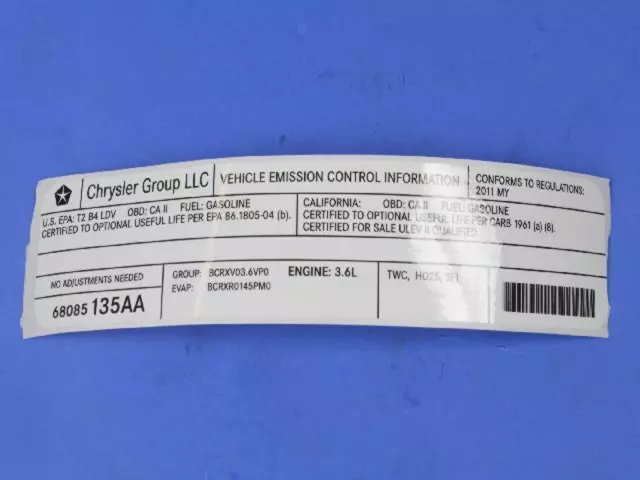 Chrysler Group LLC
VEHICLE EMISSION CONTROL INFORMATION
CONFORMS TO REGULATIONS:
2011 MY
U.S. EPA: T2 B4 LDV OBD: CA II FUEL: GASOLINE
CERTIFIED TO OPTIONAL USEFUL LIFE PER EPA 86.1805-04 (b).
CALIFORNIA: OBD: CA II FUEL: GASOLINE
CERTIFIED TO OPTIONAL USEFUL LIFE PER CARB 1961 (a) (8).
CERTIFIED FOR SALE ULEV II QUALIFIED.
NO ADJUSTMENTS NEEDED
68085 135AA
GROUP: BCRXV03.6VP0 ENGINE: 3.6L
EVAP: BCRXR0145PM0
TWC, HO2S, SFI